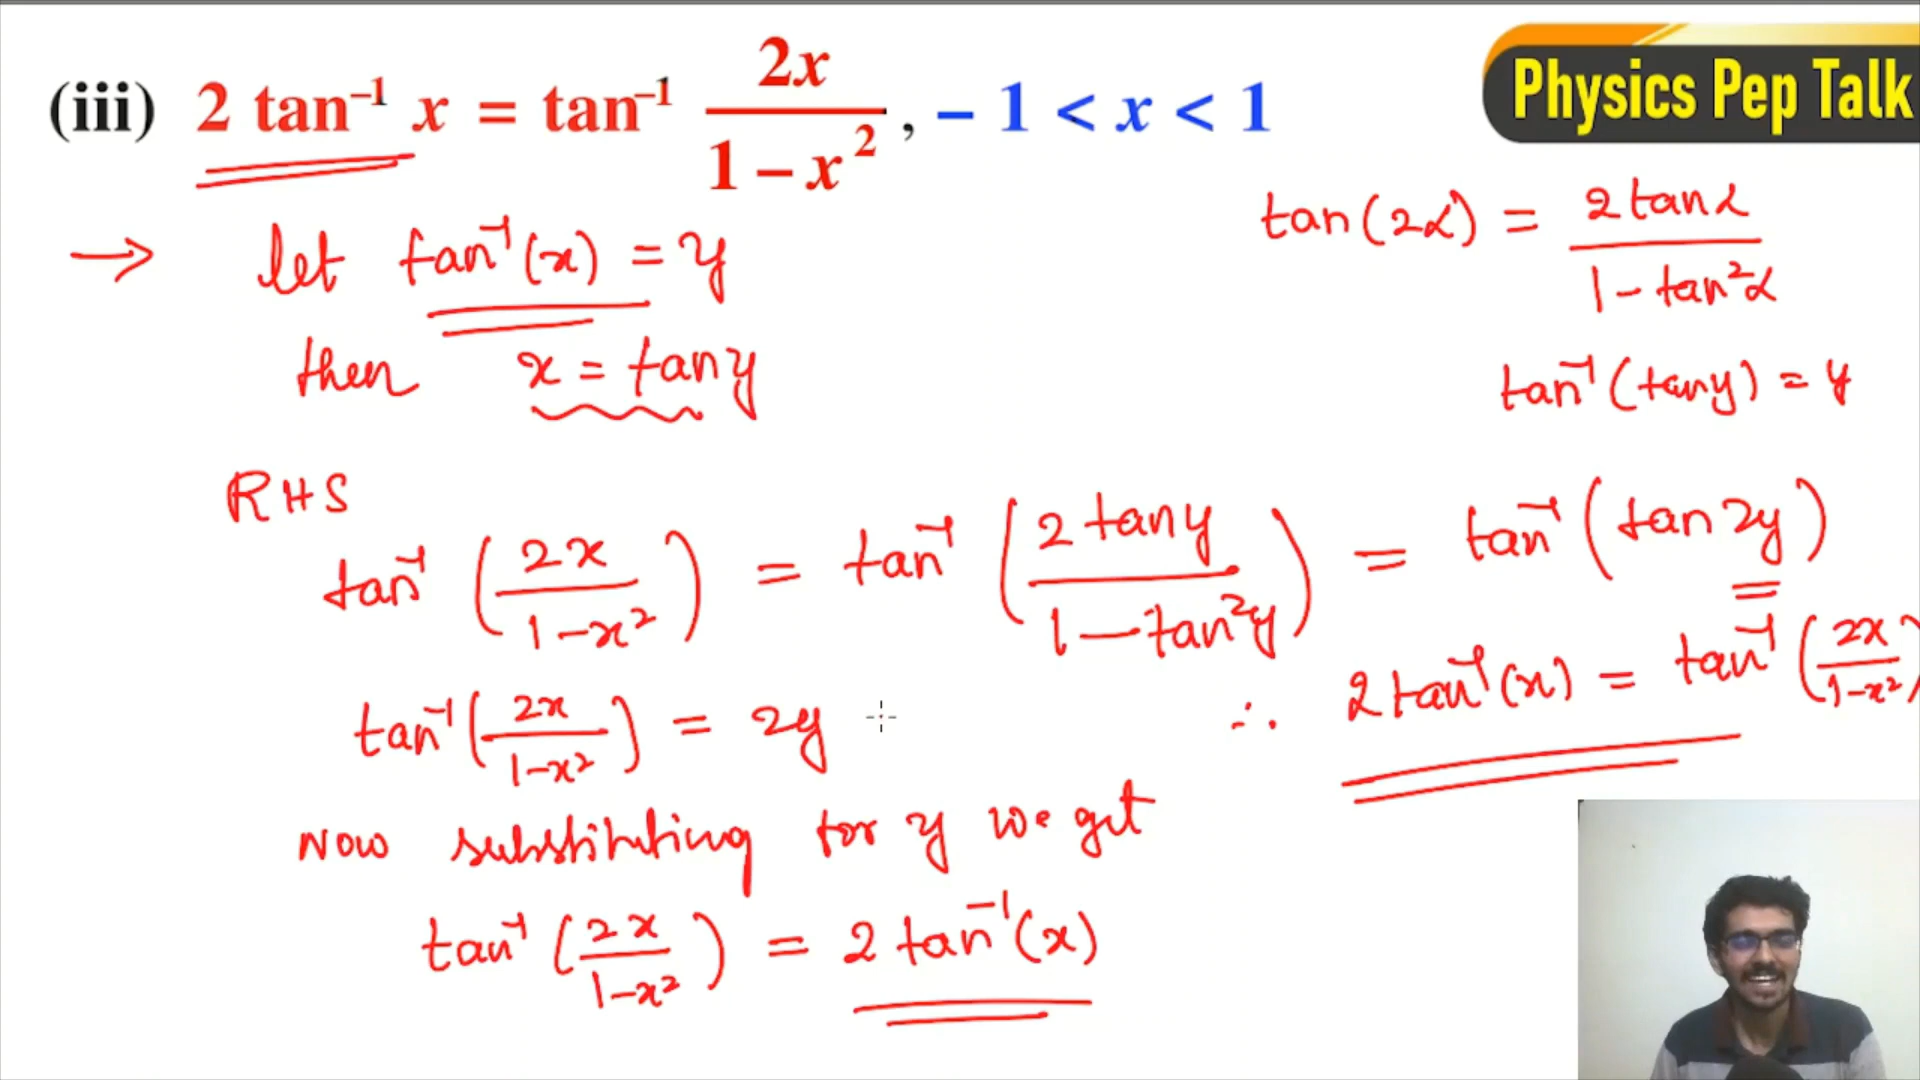 (iii) 2 tan⁻¹ x = tan⁻¹ 2x / 1 – x², – 1 < x < 1
Physics Pep Talk
tan(2α) = 2 tanα / 1 - tan²α
→ let tan⁻¹(x) = y
then x = tan y
tan⁻¹(tan y) = y
RHS
tan⁻¹(2x / 1-x²) = tan⁻¹(2 tan y / 1 - tan²y) = tan⁻¹(tan 2y)
tan⁻¹(2x / 1-x²) = 2y
∴ 2 tan⁻¹(x) = tan⁻¹(2x / 1-x²)
Now substituting for y we get
tan⁻¹(2x / 1-x²) = 2 tan⁻¹(x)